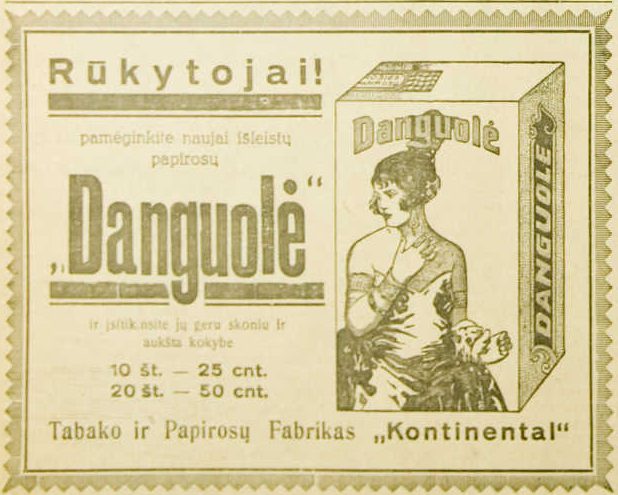 Rūkytojai!
pamėginkite naujai išleistų
papirosų
„Danguolė“
ir įsitikinsite jų geru skoniu ir
aukšta kokybe
10 št. — 25 cnt.
20 št. — 50 cnt.
Danguolė
DANGUOLĖ
Tabako ir Papirosų Fabrikas „Kontinental“